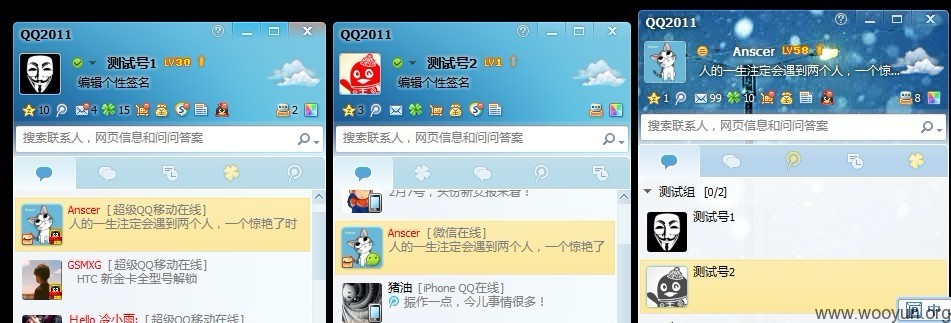 QQ2011
测试号1 LV30
编辑个性签名
10 4 15 2
搜索联系人，网页信息和问问答案
Anscer [超级QQ移动在线]
人的一生注定会遇到两个人，一个惊艳了时
GSMXG [超级QQ移动在线]
HTC 新金卡全型号解锁
Hello 冷小雨: [超级QQ移动在线]
QQ2011
测试号2 LV1
编辑个性签名
3
搜索联系人，网页信息和问问答案
2月7号，头份新女报来着！
Anscer [微信在线]
人的一生注定会遇到两个人，一个惊艳了
猪油 [iPhone QQ在线]
振作一点，今儿事情很多！
QQ2011
Anscer LV58
人的一生注定会遇到两个人，一个惊...
1 99 10 8
搜索联系人，网页信息和问问答案
测试组 [0/2]
测试号1
测试号2
中
www.wooyun.org